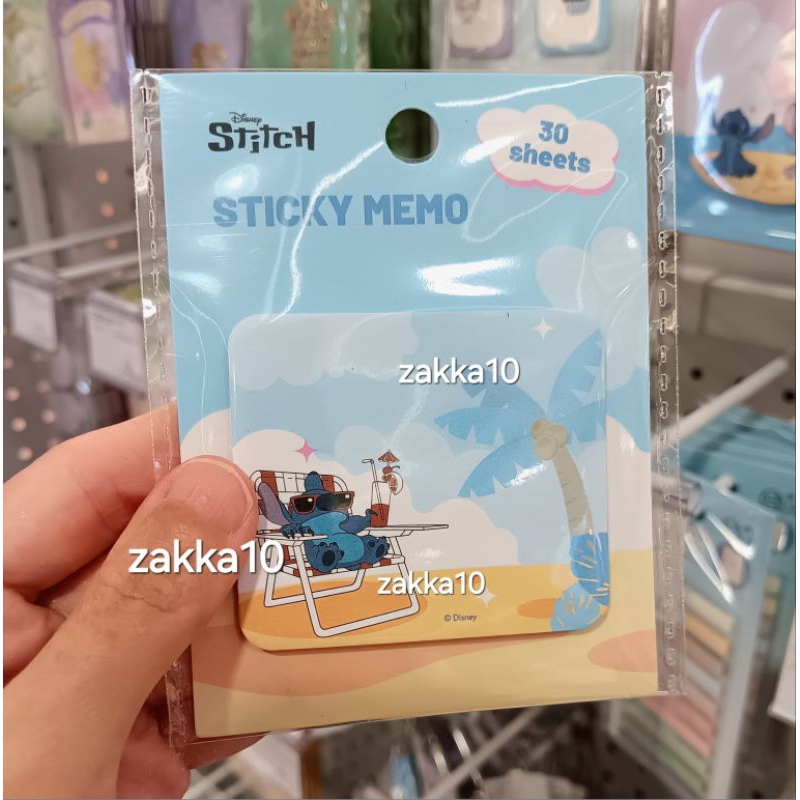 Disney
Stitch
30
sheets
STICKY MEMO
zakka10
zakka10
zakka10
© Disney